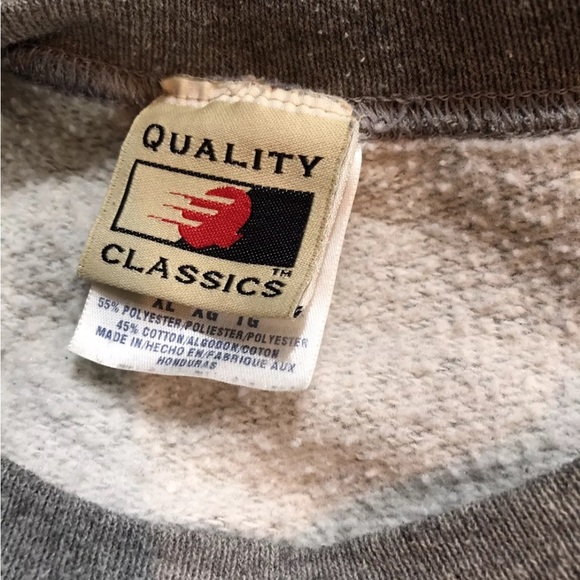 QUALITY
CLASSICS™
XL XG TG
55% POLYESTER/POLIESTER/POLYESTER
45% COTTON/ALGODON/COTON
MADE IN/HECHO EN/FABRIQUE AUX
HONDURAS